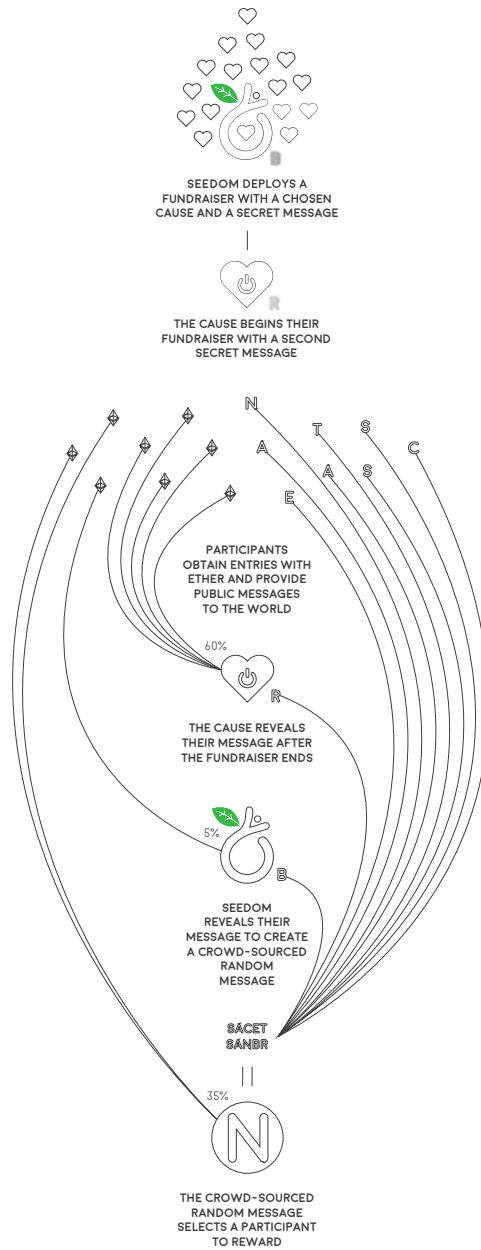 B
SEEDOM DEPLOYS A
FUNDRAISER WITH A CHOSEN
CAUSE AND A SECRET MESSAGE
R
THE CAUSE BEGINS THEIR
FUNDRAISER WITH A SECOND
SECRET MESSAGE
N
T
S
A
C
A
S
E
PARTICIPANTS
OBTAIN ENTRIES WITH
ETHER AND PROVIDE
PUBLIC MESSAGES
TO THE WORLD
60%
R
THE CAUSE REVEALS
THEIR MESSAGE AFTER
THE FUNDRAISER ENDS
5%
B
SEEDOM
REVEALS THEIR
MESSAGE TO CREATE
A CROWD-SOURCED
RANDOM
MESSAGE
SACET
SANBR
35%
N
THE CROWD-SOURCED
RANDOM MESSAGE
SELECTS A PARTICIPANT
TO REWARD